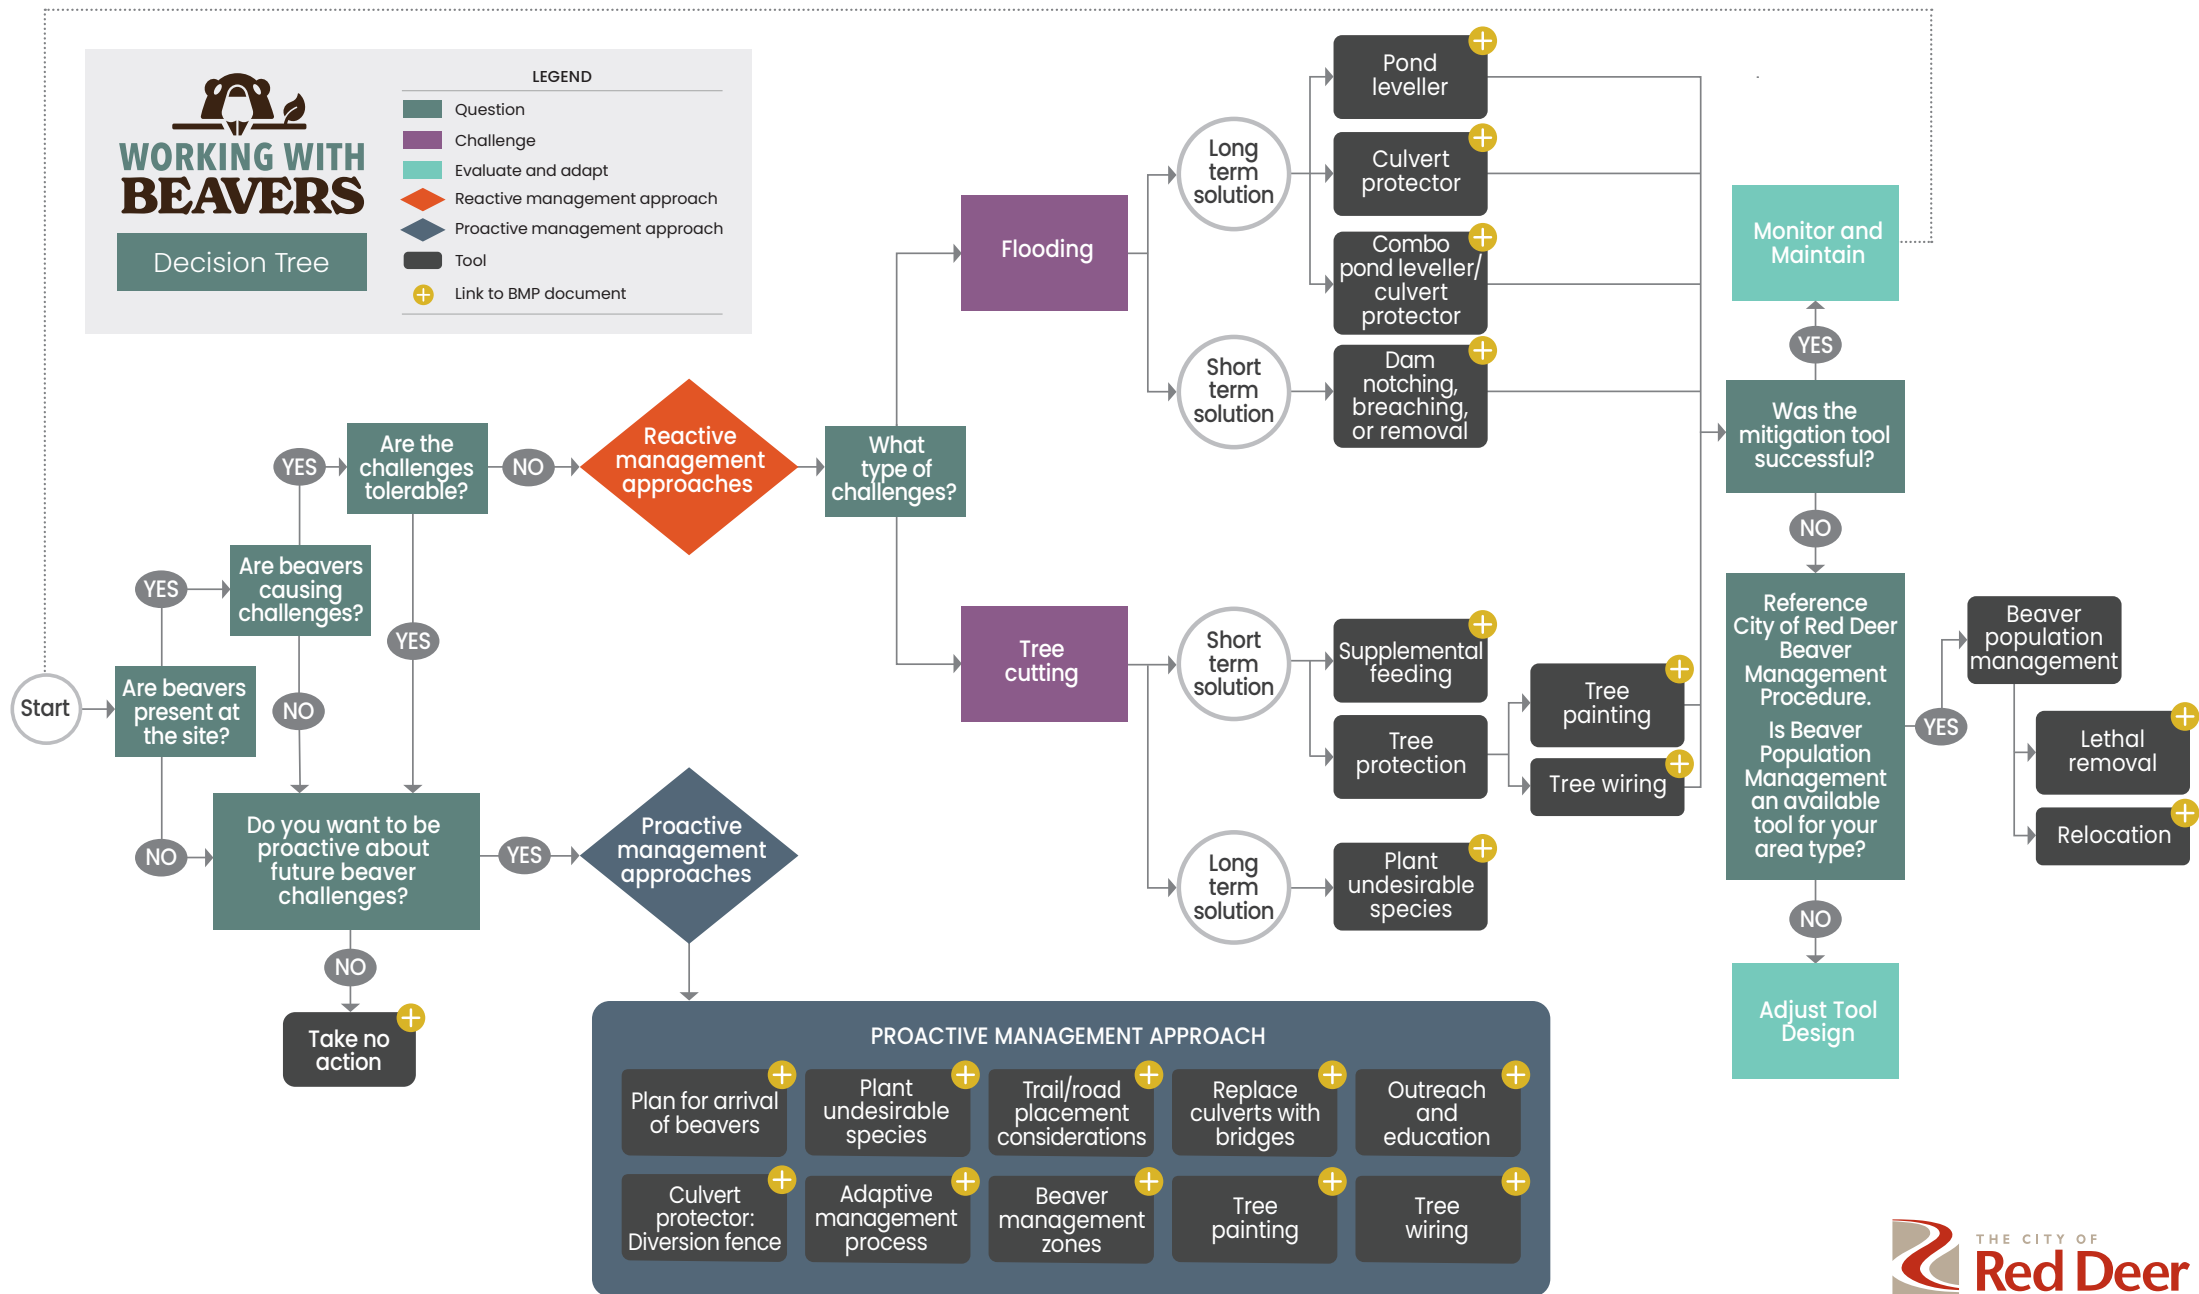 WORKING WITH
BEAVERS
Decision Tree
LEGEND
Question
Challenge
Evaluate and adapt
Reactive management approach
Proactive management approach
Tool
Link to BMP document
Start
Are beavers
present at
the site?
YES
NO
Are beavers
causing
challenges?
YES
NO
Are the
challenges
tolerable?
NO
YES
Do you want to be
proactive about
future beaver
challenges?
YES
NO
Take no
action
Reactive
management
approaches
Proactive
management
approaches
What
type of
challenges?
Flooding
Long
term
solution
Pond
leveller
Culvert
protector
Combo
pond leveller/
culvert
protector
Short
term
solution
Dam
notching,
breaching,
or removal
Tree
cutting
Short
term
solution
Supplemental
feeding
Tree
protection
Tree
painting
Tree wiring
Long
term
solution
Plant
undesirable
species
Monitor and
Maintain
YES
Was the
mitigation tool
successful?
NO
Reference
City of Red Deer
Beaver
Management
Procedure.
Is Beaver
Population
Management
an available
tool for your
area type?
YES
Beaver
population
management
Lethal
removal
Relocation
NO
Adjust Tool
Design
PROACTIVE MANAGEMENT APPROACH
Plan for arrival
of beavers
Plant
undesirable
species
Trail/road
placement
considerations
Replace
culverts with
bridges
Outreach
and
education
Culvert
protector:
Diversion fence
Adaptive
management
process
Beaver
management
zones
Tree
painting
Tree
wiring
THE CITY OF
Red Deer